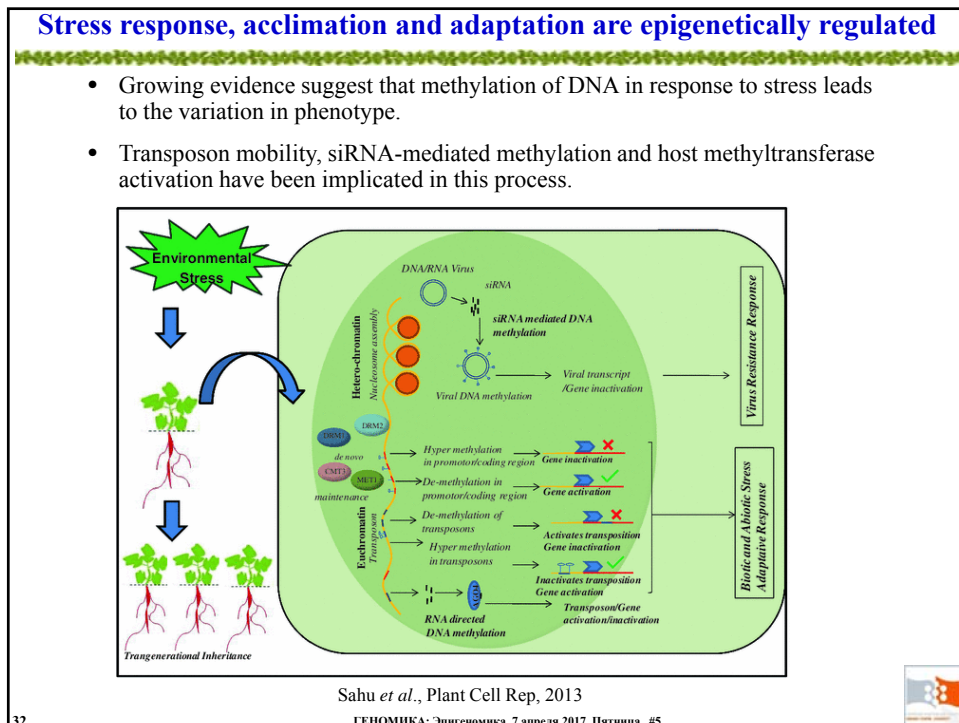 Stress response, acclimation and adaptation are epigenetically regulated
• Growing evidence suggest that methylation of DNA in response to stress leads
to the variation in phenotype.
• Transposon mobility, siRNA-mediated methylation and host methyltransferase
activation have been implicated in this process.
Environmental
Stress
Trangenerational Inheritance
DNA/RNA Virus
siRNA
siRNA mediated DNA
methylation
Viral DNA methylation
Viral transcript
/Gene inactivation
Virus Resistance Response
Hetero-chromatin
Nucleosome assembly
DRM1
DRM2
de novo
CMT3
MET1
maintenance
Hyper methylation
in promotor/coding region
Gene inactivation
De-methylation in
promotor/coding region
Gene activation
Euchromatin
Transposon
De-methylation of
transposons
Activates transposition
Gene inactivation
Hyper methylation
in transposons
Inactivates transposition
Gene activation
RNA directed
DNA methylation
Transposon/Gene
activation/inactivation
Biotic and Abiotic Stress
Adaptaive Response
Sahu et al., Plant Cell Rep, 2013
32
ГЕНОМИКА: Эпигеномика, 7 апреля 2017, Пятница, #5